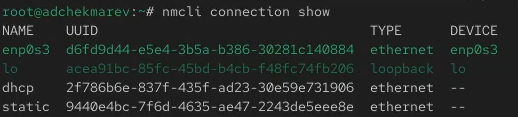 root@adchekmarev:~# nmcli connection show
NAME    UUID                                  TYPE      DEVICE
enp0s3  d6fd9d44-e5e4-3b5a-b386-30281c140884  ethernet  enp0s3
lo      acea91bc-85fc-45bd-b4cb-f48fc74fb206  loopback  lo
dhcp    2f786b6e-837f-435f-ad23-30e59e731906  ethernet  --
static  9440e4bc-7f6d-4635-ae47-2243de5eee8e  ethernet  --